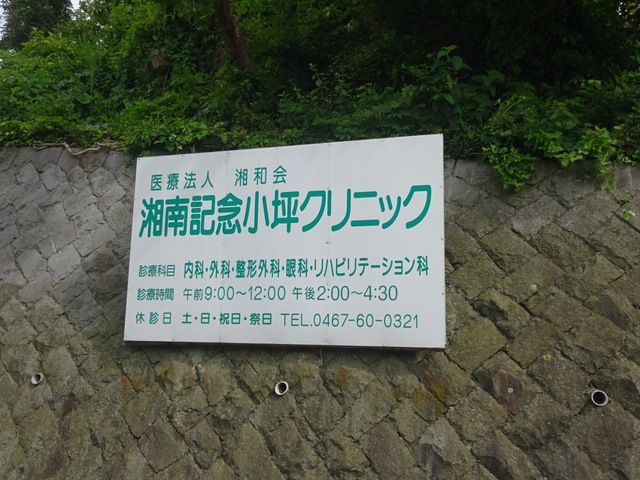 医療法人 湘和会
湘南記念小坪クリニック
診療科目 内科・外科・整形外科・眼科・リハビリテーション科
診療時間 午前9:00～12:00 午後2:00～4:30
休診日 土・日・祝日・祭日 TEL.0467-60-0321